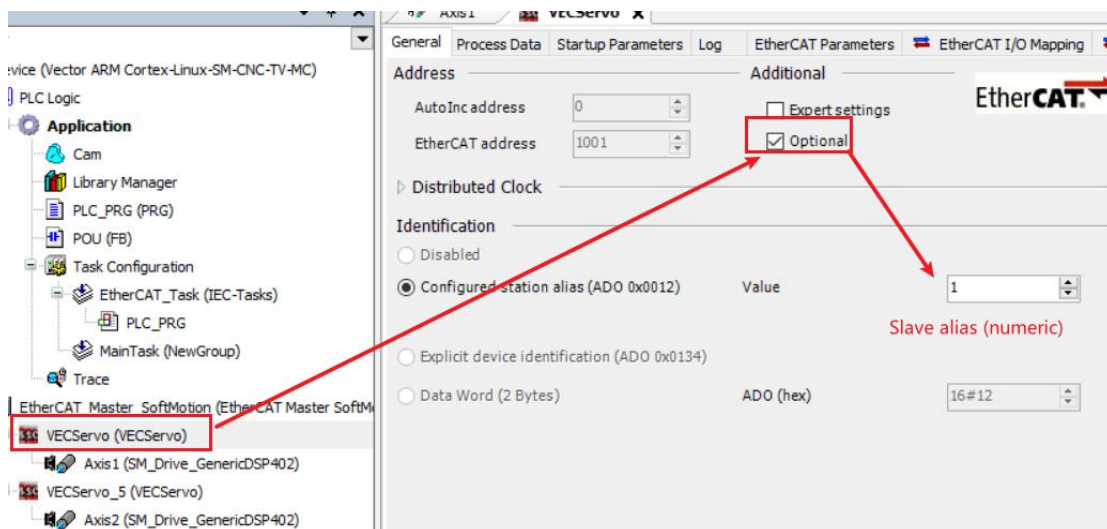 Axis1 VECServo X
General Process Data Startup Parameters Log EtherCAT Parameters EtherCAT I/O Mapping
evice (Vector ARM Cortex-Linux-SM-CNC-TV-MC)
PLC Logic
Application
Cam
Library Manager
PLC_PRG (PRG)
POU (FB)
Task Configuration
EtherCAT_Task (IEC-Tasks)
PLC_PRG
MainTask (NewGroup)
Trace
EtherCAT_Master_SoftMotion (EtherCAT Master SoftM
VECServo (VECServo)
Axis1 (SM_Drive_GenericDSP402)
VECServo_5 (VECServo)
Axis2 (SM_Drive_GenericDSP402)
Address
AutoInc address 0
EtherCAT address 1001
Additional
Expert settings
Optional
EtherCAT
Distributed Clock
Identification
Disabled
Configured station alias (ADO 0x0012) Value 1
Slave alias (numeric)
Explicit device identification (ADO 0x0134)
Data Word (2 Bytes) ADO (hex) 16#12